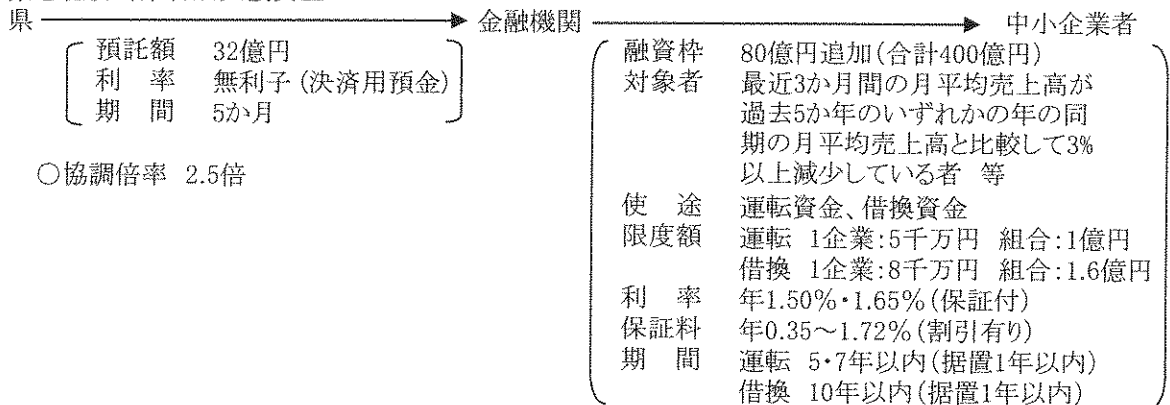 県 金融機関 中小企業者
預託額 32億円
利 率 無利子(決済用預金)
期 間 5か月
○協調倍率 2.5倍
融資枠 80億円追加(合計400億円)
対象者 最近3か月間の月平均売上高が
過去5か年のいずれかの年の同
期の月平均売上高と比較して3%
以上減少している者 等
使 途 運転資金、借換資金
限度額 運転 1企業:5千万円 組合:1億円
借換 1企業:8千万円 組合:1.6億円
利 率 年1.50%・1.65%(保証付)
保証料 年0.35~1.72%(割引有り)
期 間 運転 5・7年以内(据置1年以内)
借換 10年以内(据置1年以内)